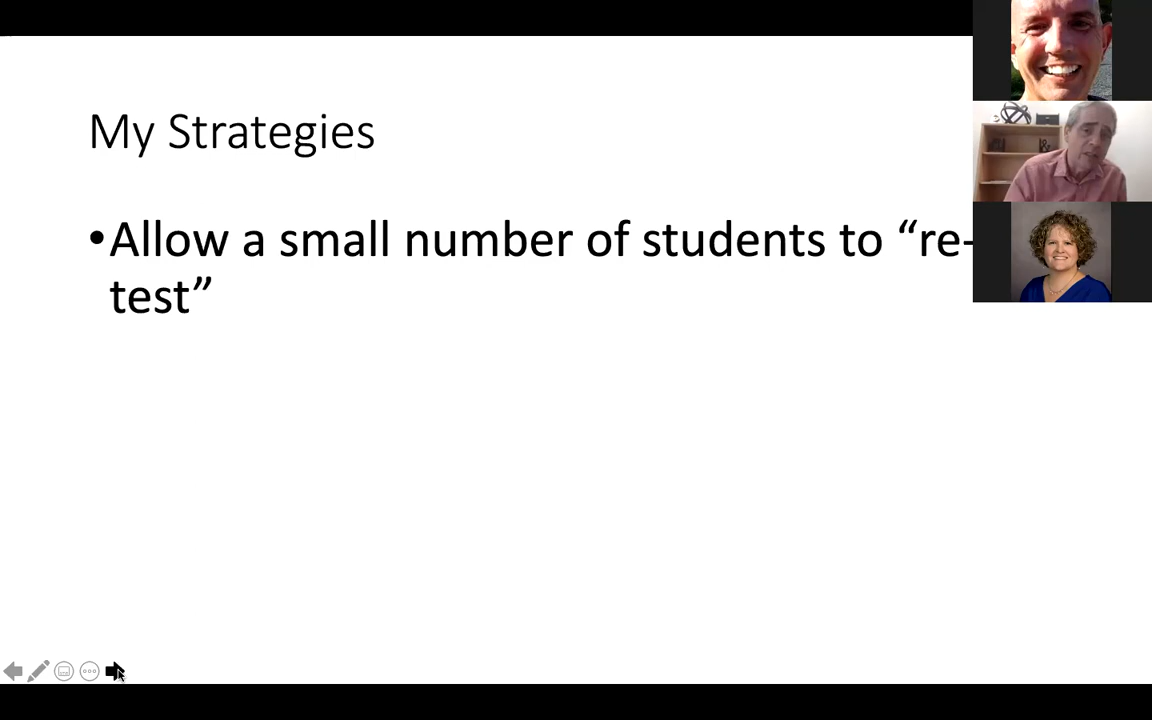 My Strategies
•Allow a small number of students to “re-
test”